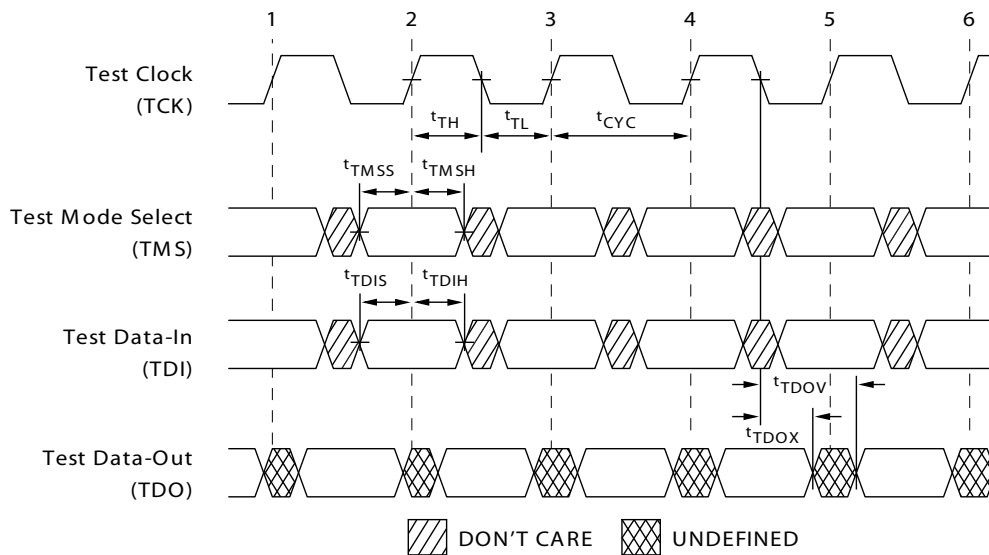 1 2 3 4 5 6
Test Clock
(TCK)
tTH tTL tCYC
tTMSS tTMSH
Test Mode Select
(TMS)
tTDIS tTDIH
Test Data-In
(TDI)
tTDOV
tTDOX
Test Data-Out
(TDO)
DON'T CARE UNDEFINED